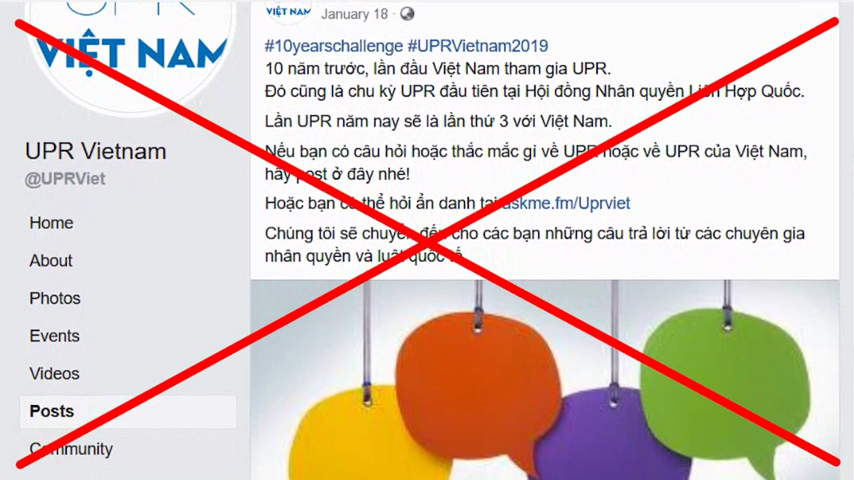 UPR
VIỆT NAM
UPR Vietnam
@UPRViet
Home
About
Photos
Events
Videos
Posts
Community
VIỆT NAM
January 18 ·
#10yearschallenge #UPRVietnam2019
10 năm trước, lần đầu Việt Nam tham gia UPR.
Đó cũng là chu kỳ UPR đầu tiên tại Hội đồng Nhân quyền Liên Hợp Quốc.
Lần UPR năm nay sẽ là lần thứ 3 với Việt Nam.
Nếu bạn có câu hỏi hoặc thắc mắc gì về UPR hoặc về UPR của Việt Nam,
hãy post ở đây nhé!
Hoặc bạn có thể hỏi ẩn danh tại askme.fm/Uprviet
Chúng tôi sẽ chuyển đến cho các bạn những câu trả lời từ các chuyên gia
nhân quyền và luật quốc tế